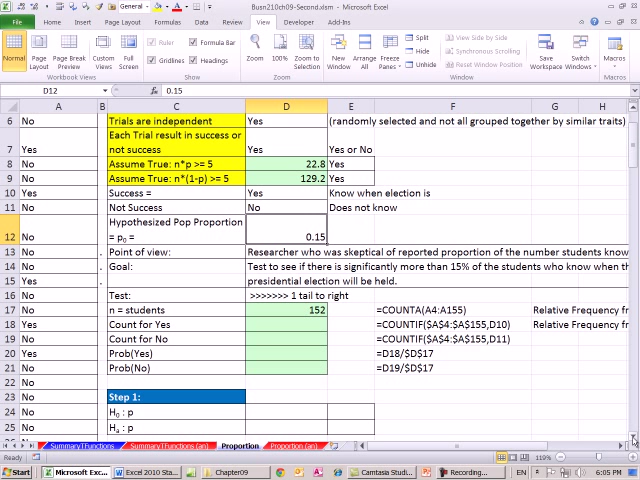 General
Busn210ch09-Second.xlsm - Microsoft Excel
File Home Insert Page Layout Formulas Data Review View Developer Add-Ins
Normal Page Layout Page Break Preview Custom Views Full Screen
Ruler Formula Bar
Gridlines Headings
Zoom 100% Zoom to Selection
New Window Arrange All Freeze Panes
Split Hide Unhide
View Side by Side Synchronous Scrolling Reset Window Position
Save Workspace Switch Windows Macros
Workbook Views Show Zoom Window Macros
D12 fx 0.15
A B C D E F G H
6 No Trials are independent Yes (randomly selected and not all grouped together by similar traits)
7 Yes Each Trial result in success or not success Yes Yes or No
8 No Assume True: n*p >= 5 22.8 Yes
9 No Assume True: n*(1-p) >= 5 129.2 Yes
10 Yes Success = Yes Know when election is
11 No Not Success No Does not know
12 No Hypothesized Pop Proportion = p0 = 0.15
13 No . Point of view: Researcher who was skeptical of reported proportion of the number students know
14 No . Goal: Test to see if there is significantly more than 15% of the students who know when th
15 Yes . presidential election will be held.
16 No Test: >>>>>>> 1 tail to right
17 No n = students 152 =COUNTA(A4:A155) Relative Frequency fr
18 No Count for Yes =COUNTIF($A$4:$A$155,D10) Relative Frequency fr
19 No Count for No =COUNTIF($A$4:$A$155,D11)
20 Yes Prob(Yes) =D18/$D$17
21 No Prob(No) =D19/$D$17
22 No
23 No Step 1:
24 No H0 : p
25 No Ha : p
SummaryTFunctions SummaryTFunctions (an) Proportion Proportion (an)
Ready 119%
Start Microsoft Exc... Word Excel 2010 Sta... Chapter09 Camtasia Studi... Recording... EN 6:05 PM